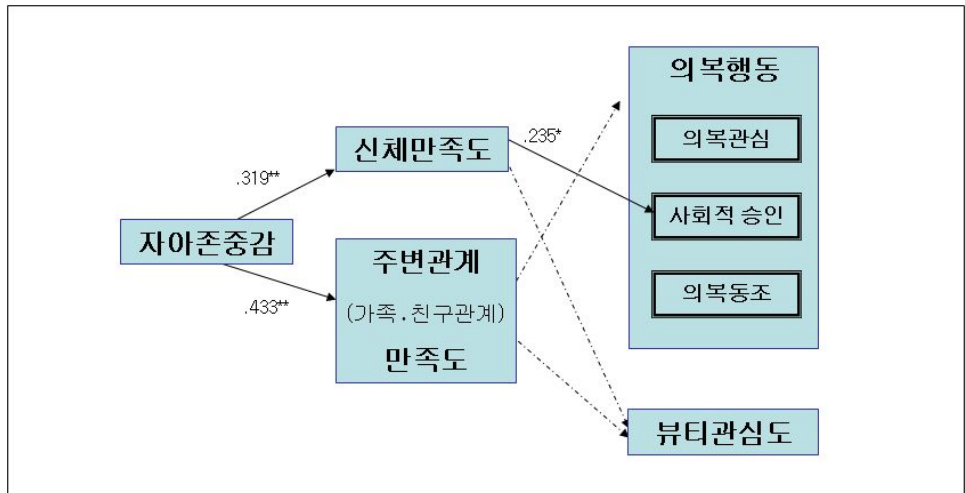 의복행동
의복관심
신체만족도
.235*
.319**
사회적 승인
자아존중감
주변관계
(가족.친구관계)
만족도
.433**
의복동조
뷰티관심도